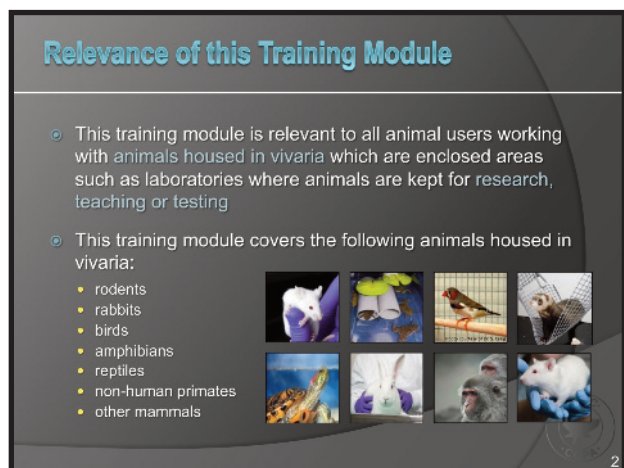 Relevance of this Training Module
This training module is relevant to all animal users working
with animals housed in vivaria which are enclosed areas
such as laboratories where animals are kept for research,
teaching or testing
This training module covers the following animals housed in
vivaria:
rodents
rabbits
birds
amphibians
reptiles
non-human primates
other mammals
2